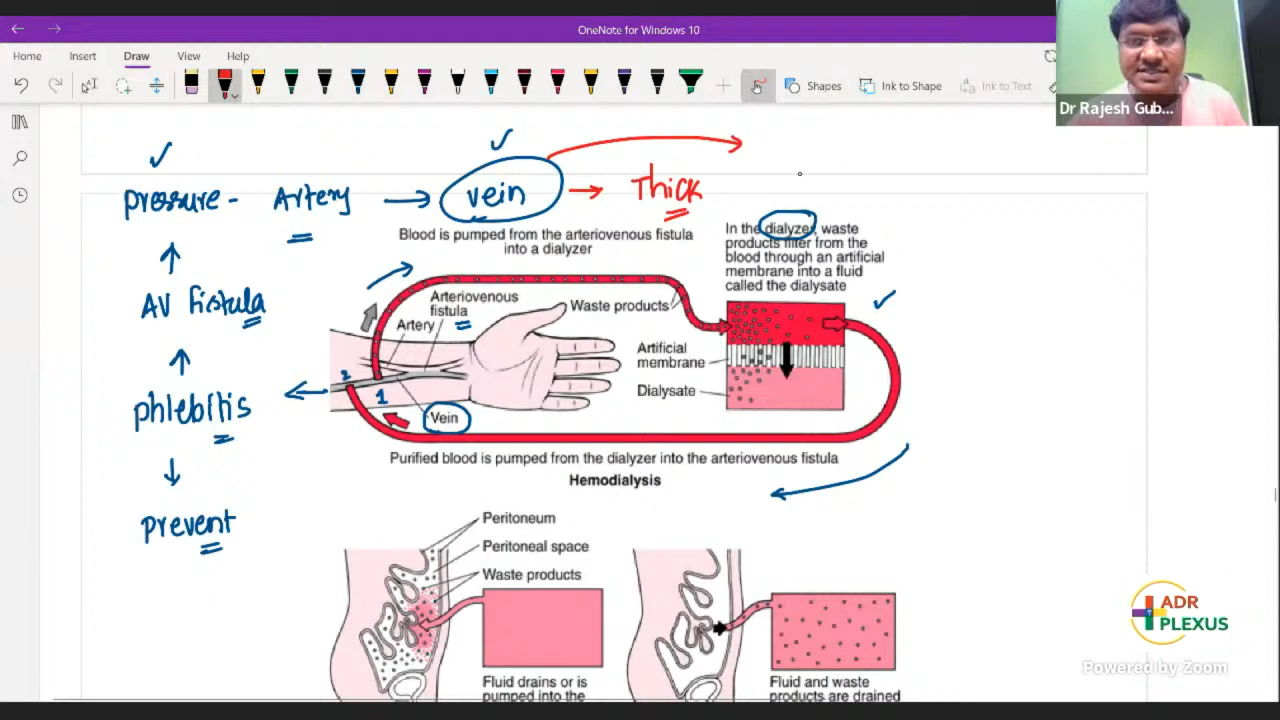 OneNote for Windows 10
Home Insert Draw View Help
Shapes Ink to Shape Ink to Text
Dr Rajesh Gub...
pressure - Artery → vein → Thick
Blood is pumped from the arteriovenous fistula
into a dialyzer
In the dialyzer, waste
products filter from the
blood through an artificial
membrane into a fluid
called the dialysate
AV fistula
Arteriovenous
fistula
Artery
Waste products
Artificial
membrane
Dialysate
2
1
Vein
phlebitis
prevent
Purified blood is pumped from the dialyzer into the arteriovenous fistula
Hemodialysis
Peritoneum
Peritoneal space
Waste products
Fluid drains or is
pumped into the
Fluid and waste
products are drained
ADR
PLEXUS
Powered by Zoom